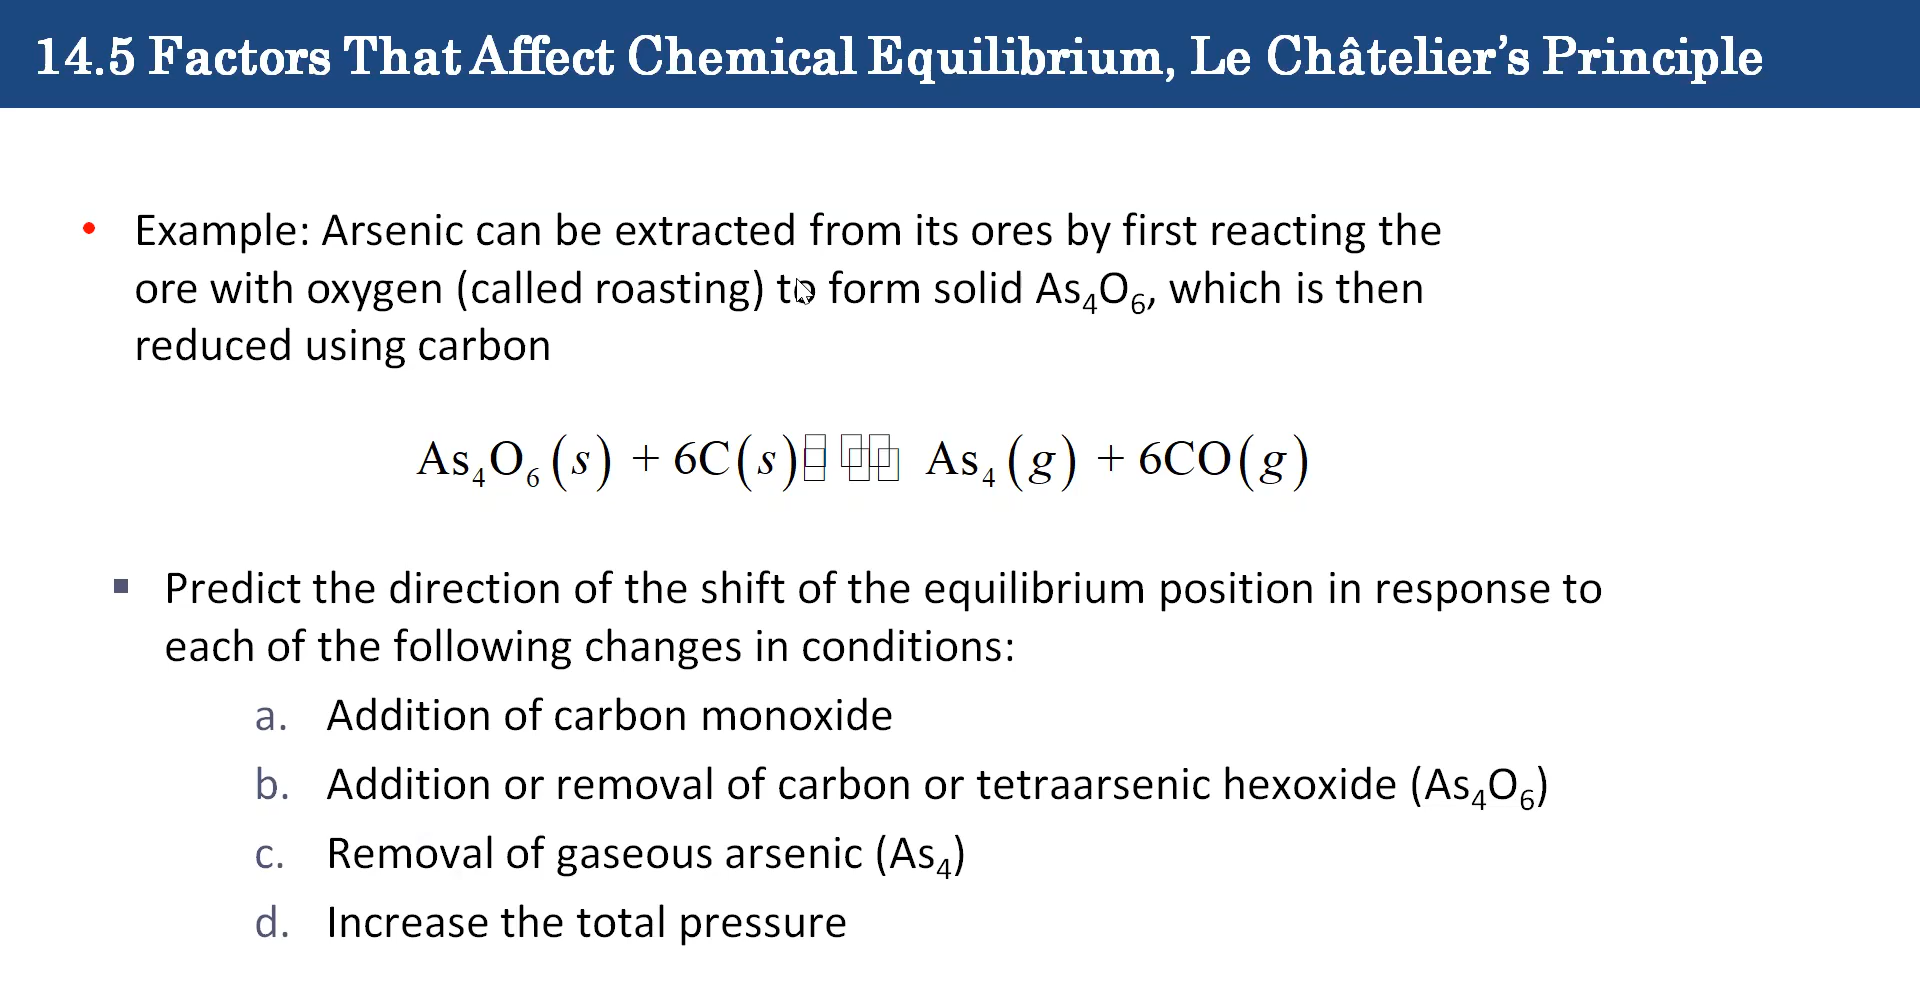 14.5 Factors That Affect Chemical Equilibrium, Le Châtelier’s Principle
• Example: Arsenic can be extracted from its ores by first reacting the
ore with oxygen (called roasting) to form solid As₄O₆, which is then
reduced using carbon
As₄O₆(s) + 6C(s) As₄(g) + 6CO(g)
▪ Predict the direction of the shift of the equilibrium position in response to
each of the following changes in conditions:
a. Addition of carbon monoxide
b. Addition or removal of carbon or tetraarsenic hexoxide (As₄O₆)
c. Removal of gaseous arsenic (As₄)
d. Increase the total pressure